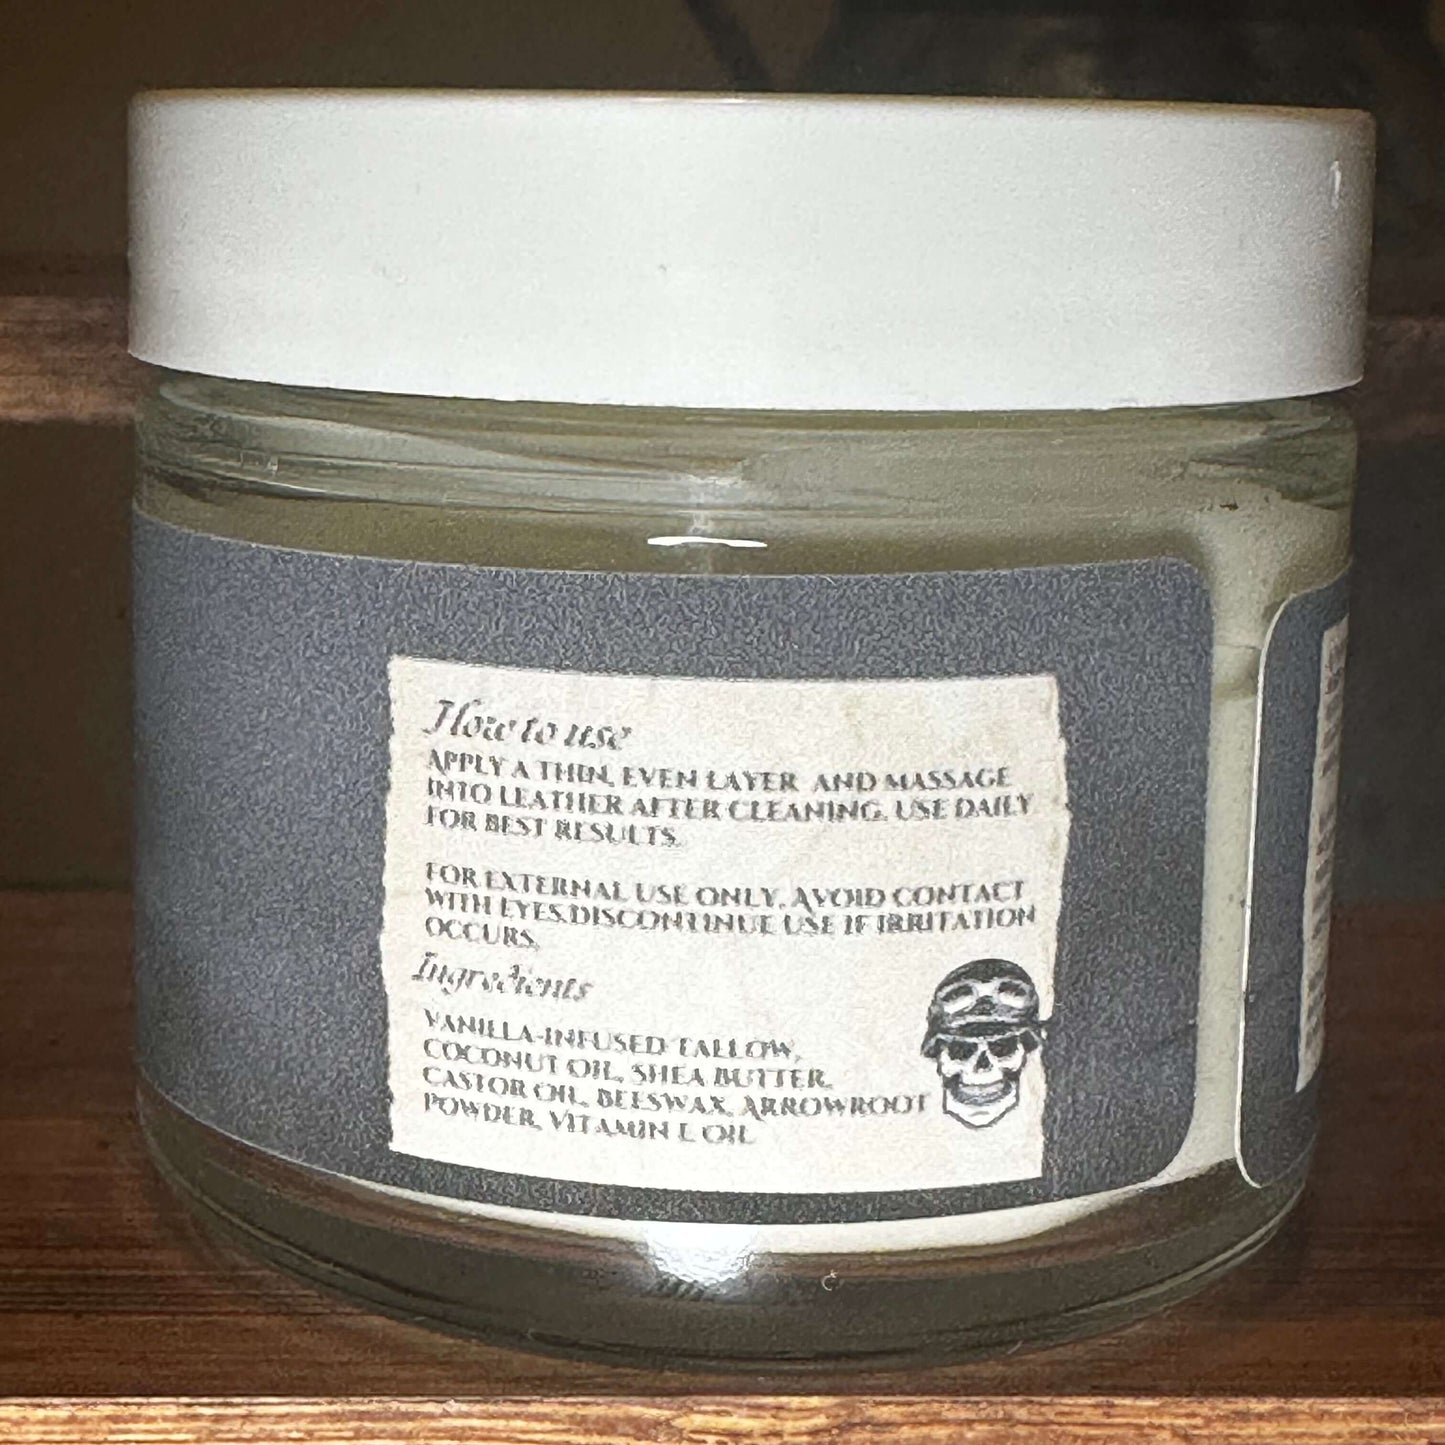 How to use
APPLY A THIN, EVEN LAYER AND MASSAGE
INTO LEATHER AFTER CLEANING. USE DAILY
FOR BEST RESULTS.
FOR EXTERNAL USE ONLY. AVOID CONTACT
WITH EYES.DISCONTINUE USE IF IRRITATION
OCCURS.
Ingredients
VANILLA-INFUSED TALLOW,
COCONUT OIL, SHEA BUTTER,
CASTOR OIL, BEESWAX, ARROWROOT
POWDER, VITAMIN E OIL